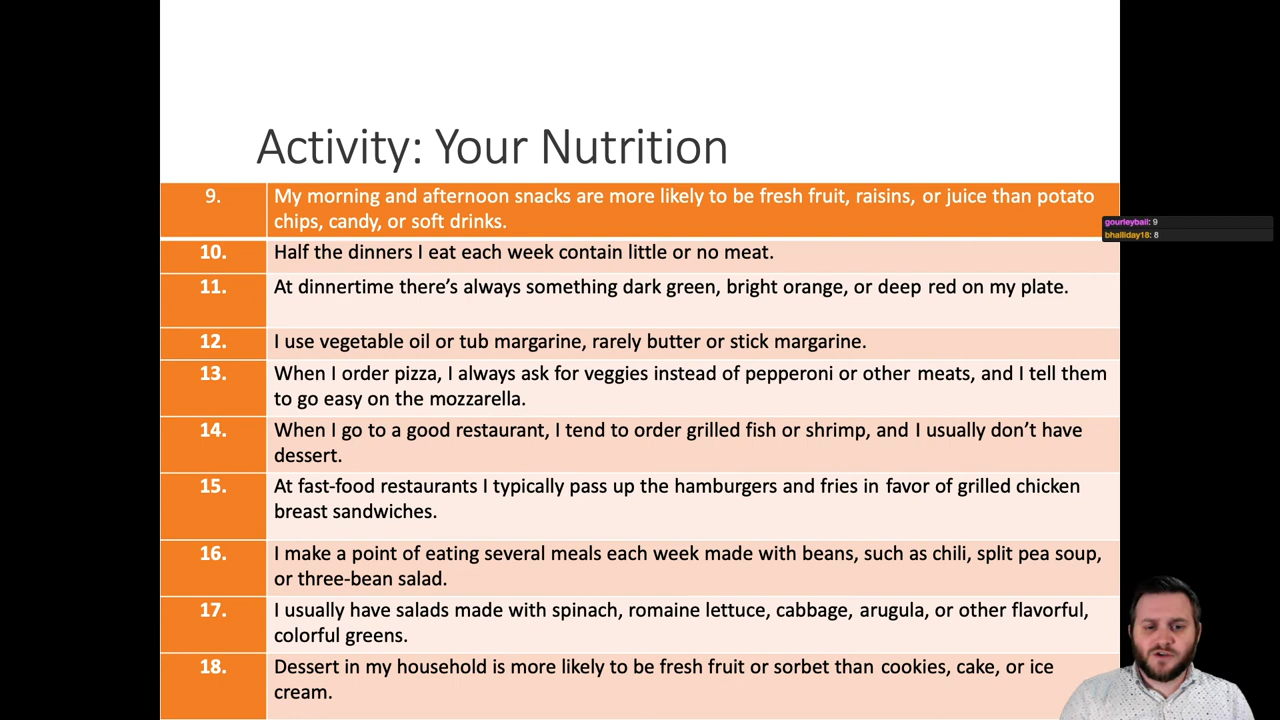 Activity: Your Nutrition
9.
My morning and afternoon snacks are more likely to be fresh fruit, raisins, or juice than potato
chips, candy, or soft drinks.
gourleyball: 9
bhalliday18: 8
10.
Half the dinners I eat each week contain little or no meat.
11.
At dinnertime there’s always something dark green, bright orange, or deep red on my plate.
12.
I use vegetable oil or tub margarine, rarely butter or stick margarine.
13.
When I order pizza, I always ask for veggies instead of pepperoni or other meats, and I tell them
to go easy on the mozzarella.
14.
When I go to a good restaurant, I tend to order grilled fish or shrimp, and I usually don’t have
dessert.
15.
At fast-food restaurants I typically pass up the hamburgers and fries in favor of grilled chicken
breast sandwiches.
16.
I make a point of eating several meals each week made with beans, such as chili, split pea soup,
or three-bean salad.
17.
I usually have salads made with spinach, romaine lettuce, cabbage, arugula, or other flavorful,
colorful greens.
18.
Dessert in my household is more likely to be fresh fruit or sorbet than cookies, cake, or ice
cream.